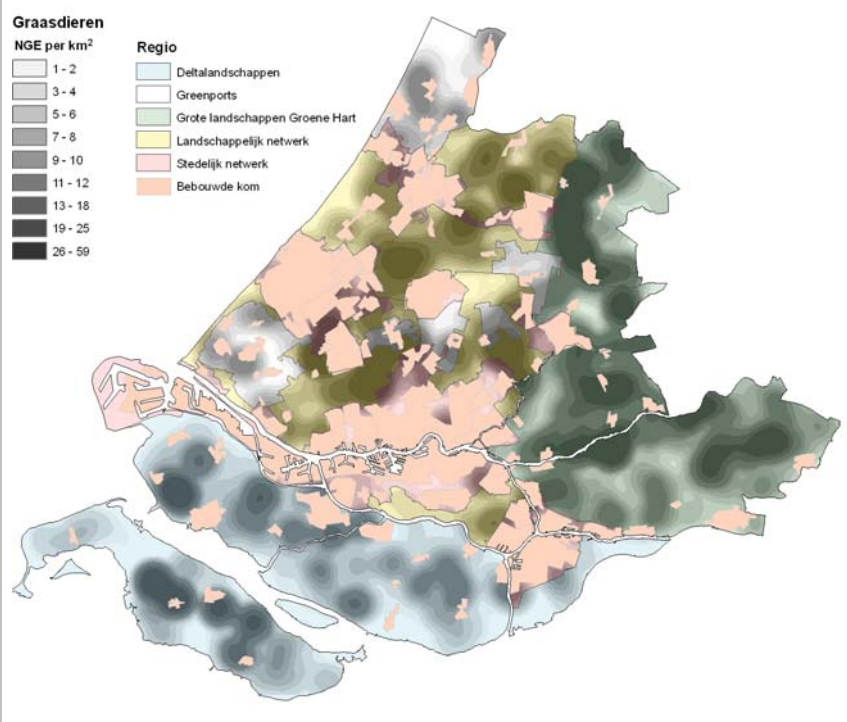 Graasdieren
NGE per km²
1 - 2
3 - 4
5 - 6
7 - 8
9 - 10
11 - 12
13 - 18
19 - 25
26 - 59
Regio
Deltalandschappen
Greenports
Grote landschappen Groene Hart
Landschappelijk netwerk
Stedelijk netwerk
Bebouwde kom